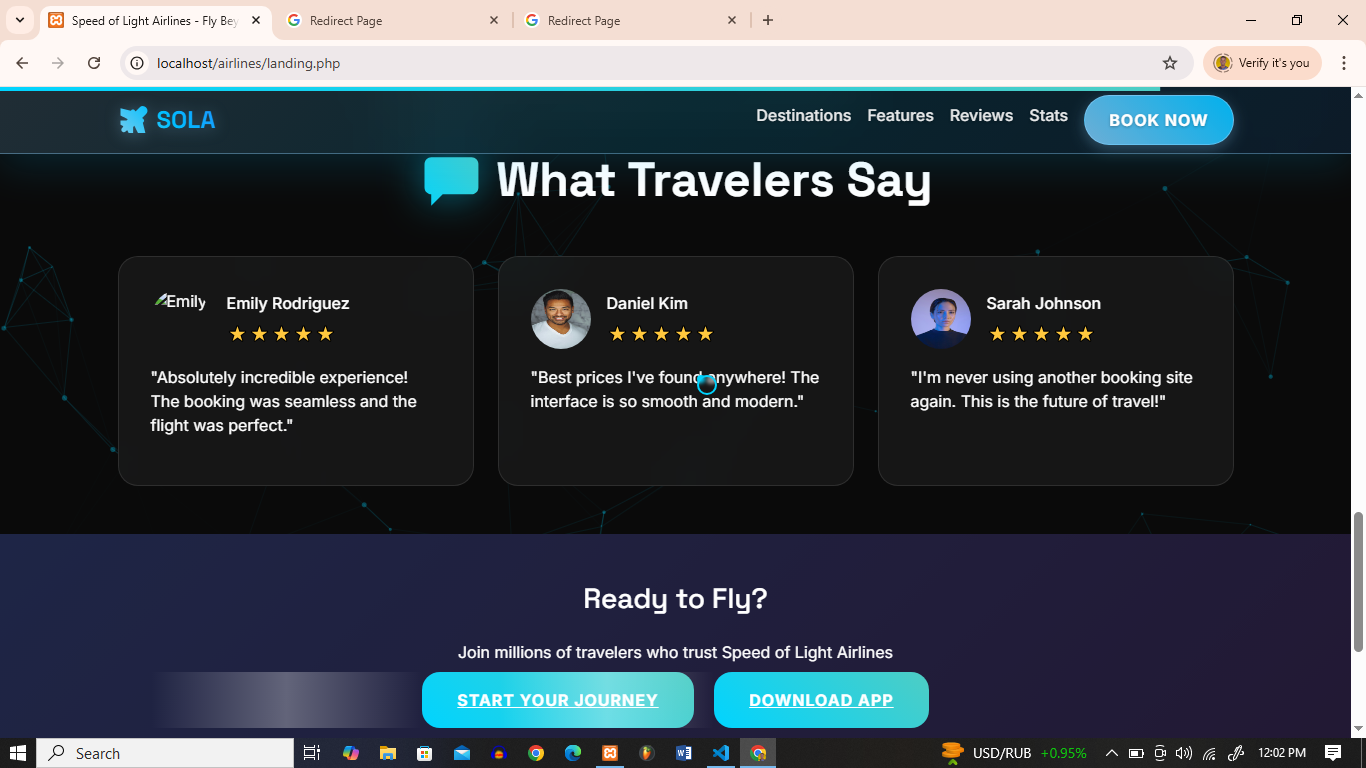 Speed of Light Airlines - Fly Bey
Redirect Page
Redirect Page
localhost/airlines/landing.php
Verify it's you
SOLA
Destinations
Features
Reviews
Stats
BOOK NOW
What Travelers Say
Emily
Emily Rodriguez
"Absolutely incredible experience!
The booking was seamless and the
flight was perfect."
Daniel Kim
"Best prices I've found anywhere! The
interface is so smooth and modern."
Sarah Johnson
"I'm never using another booking site
again. This is the future of travel!"
Ready to Fly?
Join millions of travelers who trust Speed of Light Airlines
START YOUR JOURNEY
DOWNLOAD APP
Search
USD/RUB +0.95%
12:02 PM